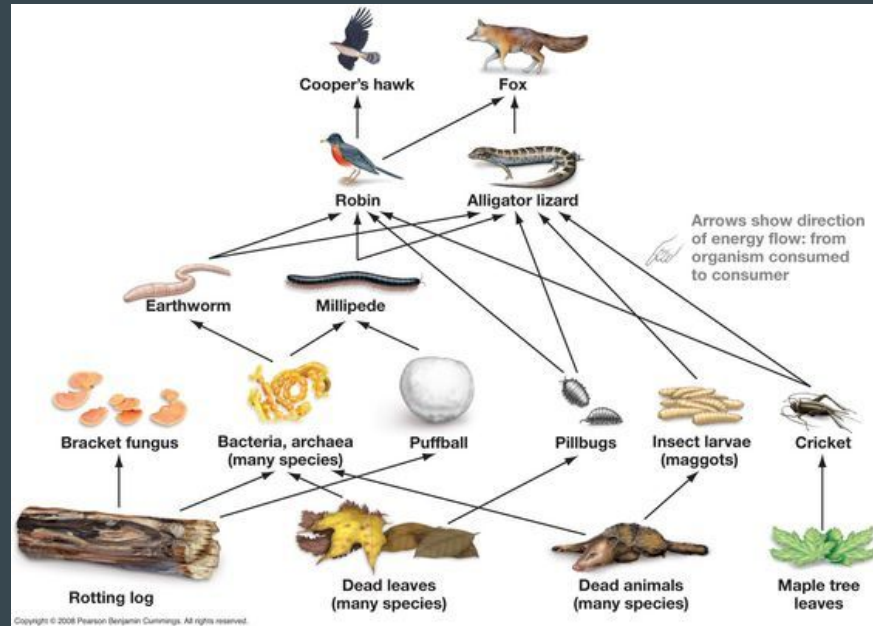 Cooper's hawk
Fox
Robin
Alligator lizard
Arrows show direction
of energy flow: from
organism consumed
to consumer
Earthworm
Millipede
Bracket fungus
Bacteria, archaea
(many species)
Puffball
Pillbugs
Insect larvae
(maggots)
Cricket
Rotting log
Dead leaves
(many species)
Dead animals
(many species)
Maple tree
leaves
Copyright © 2008 Pearson Benjamin Cummings. All rights reserved.